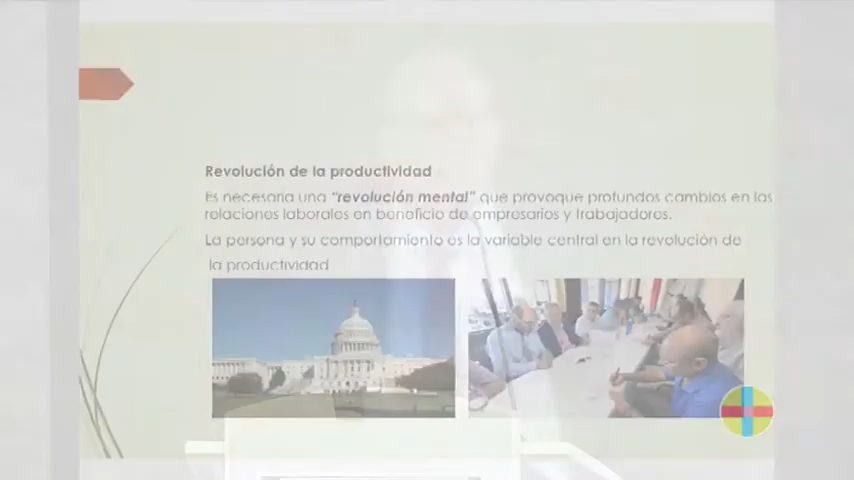 Revolución de la productividad
Es necesaria una "revolución mental" que provoque profundos cambios en las
relaciones laborales en beneficio de empresarios y trabajadores.
La persona y su comportamiento es la variable central en la revolución de
la productividad